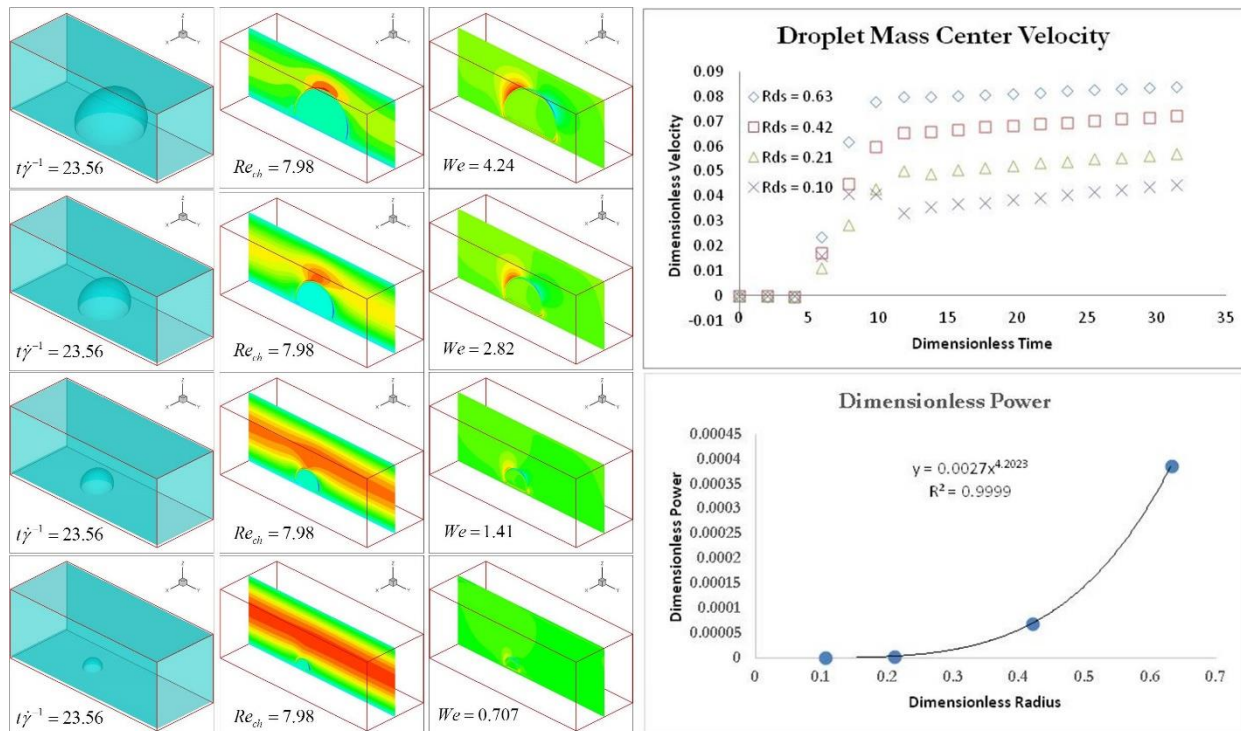 tγ̇⁻¹ = 23.56
Re_ch = 7.98
We = 4.24
tγ̇⁻¹ = 23.56
Re_ch = 7.98
We = 2.82
tγ̇⁻¹ = 23.56
Re_ch = 7.98
We = 1.41
tγ̇⁻¹ = 23.56
Re_ch = 7.98
We = 0.707
Droplet Mass Center Velocity
Dimensionless Velocity
0.09
0.08
0.07
0.06
0.05
0.04
0.03
0.02
0.01
0
-0.01
Rds = 0.63
Rds = 0.42
Rds = 0.21
Rds = 0.10
0 5 10 15 20 25 30 35
Dimensionless Time
Dimensionless Power
Dimensionless Power
0.00045
0.0004
0.00035
0.0003
0.00025
0.0002
0.00015
0.0001
0.00005
0
y = 0.0027x^4.2023
R² = 0.9999
0 0.1 0.2 0.3 0.4 0.5 0.6 0.7
Dimensionless Radius